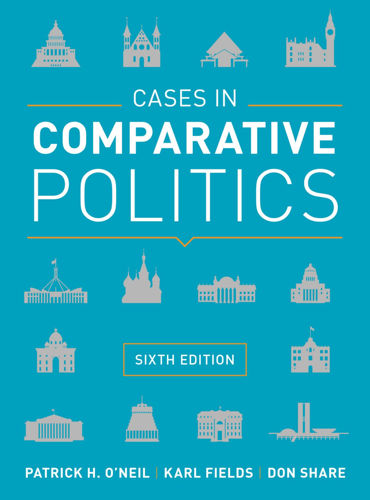 CASES IN
COMPARATIVE
POLITICS
SIXTH EDITION
PATRICK H. O'NEIL | KARL FIELDS | DON SHARE